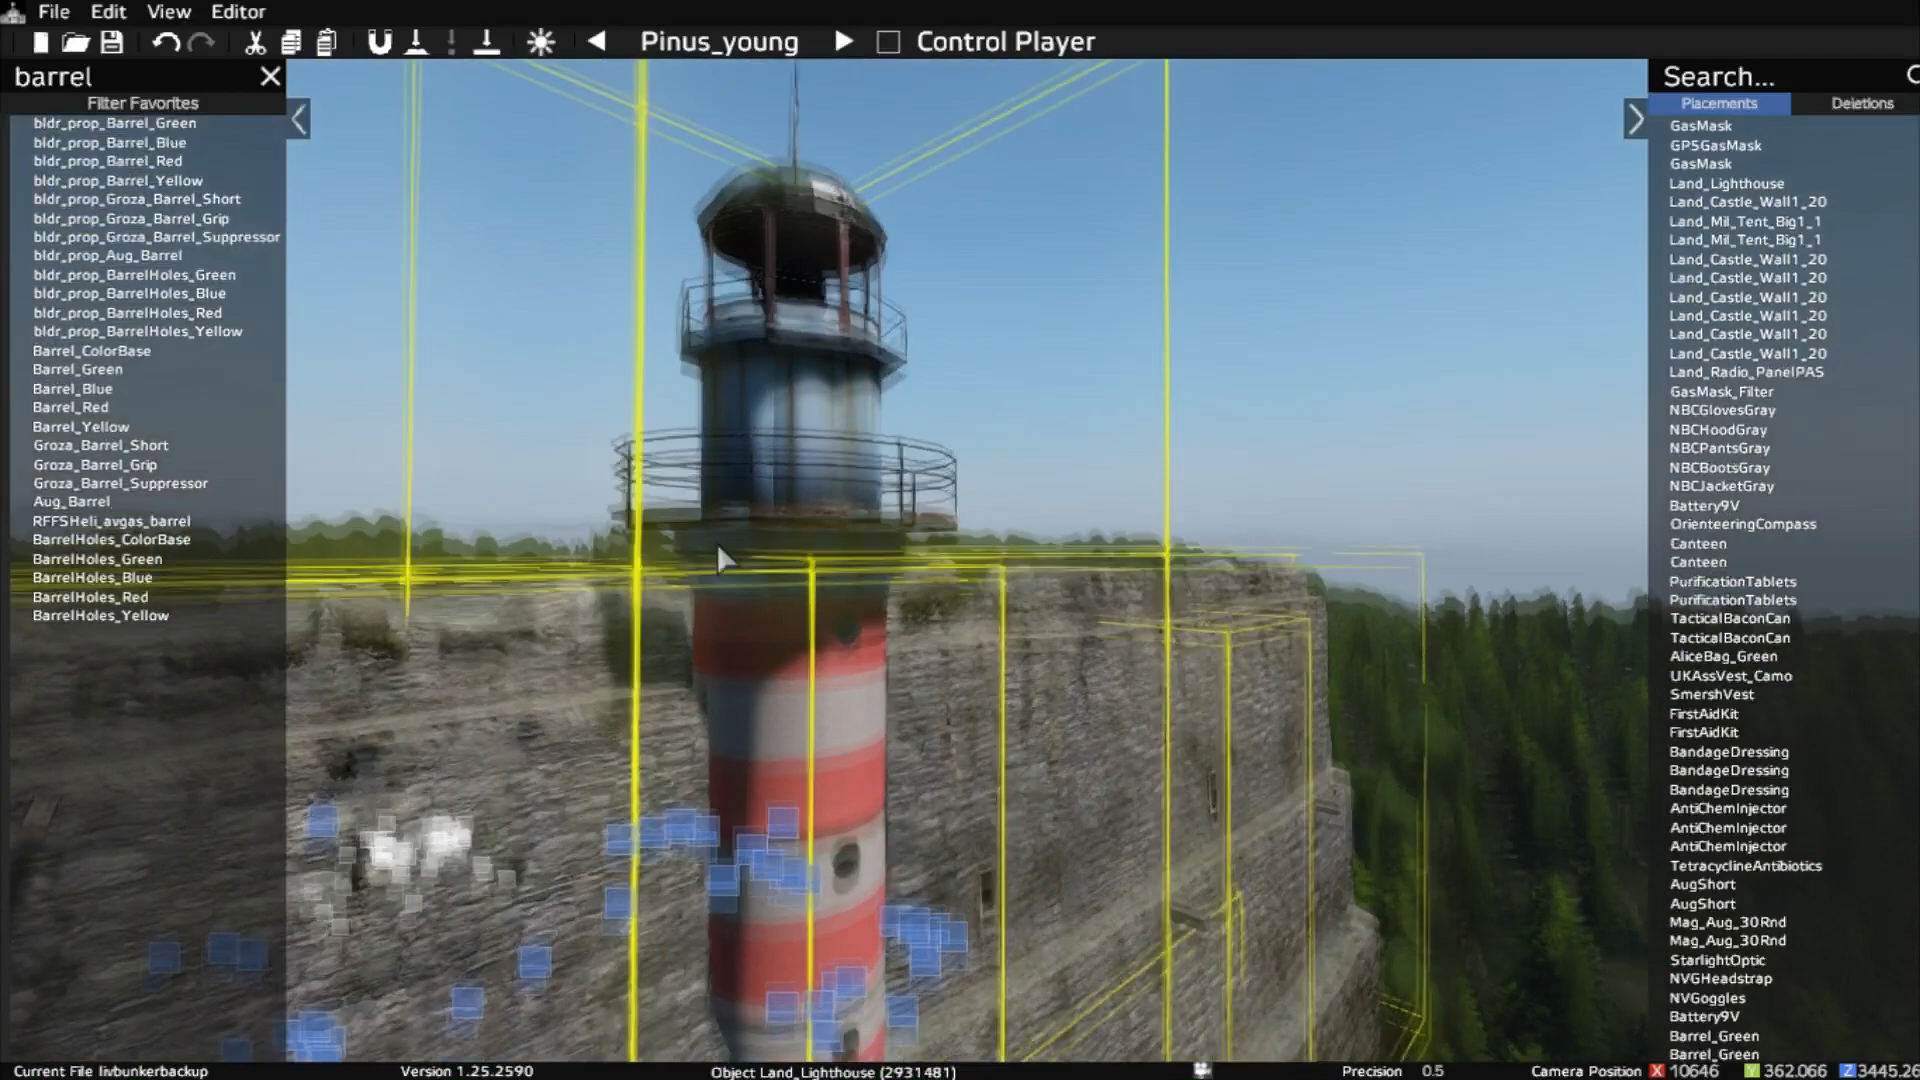 File Edit View Editor
Pinus_young Control Player
barrel
Filter Favorites
bldr_prop_Barrel_Green
bldr_prop_Barrel_Blue
bldr_prop_Barrel_Red
bldr_prop_Barrel_Yellow
bldr_prop_Groza_Barrel_Short
bldr_prop_Groza_Barrel_Grip
bldr_prop_Groza_Barrel_Suppressor
bldr_prop_Aug_Barrel
bldr_prop_BarrelHoles_Green
bldr_prop_BarrelHoles_Blue
bldr_prop_BarrelHoles_Red
bldr_prop_BarrelHoles_Yellow
Barrel_ColorBase
Barrel_Green
Barrel_Blue
Barrel_Red
Barrel_Yellow
Groza_Barrel_Short
Groza_Barrel_Grip
Groza_Barrel_Suppressor
Aug_Barrel
RFFSHeli_avgas_barrel
BarrelHoles_ColorBase
BarrelHoles_Green
BarrelHoles_Blue
BarrelHoles_Red
BarrelHoles_Yellow
Search...
Placements Deletions
GasMask
GP5GasMask
GasMask
Land_Lighthouse
Land_Castle_Wall1_20
Land_Mil_Tent_Big1_1
Land_Mil_Tent_Big1_1
Land_Castle_Wall1_20
Land_Castle_Wall1_20
Land_Castle_Wall1_20
Land_Castle_Wall1_20
Land_Castle_Wall1_20
Land_Castle_Wall1_20
Land_Radio_PanelPAS
GasMask_Filter
NBCGlovesGray
NBCHoodGray
NBCPantsGray
NBCBootsGray
NBCJacketGray
Battery9V
OrienteeringCompass
Canteen
Canteen
PurificationTablets
PurificationTablets
TacticalBaconCan
TacticalBaconCan
AliceBag_Green
UKAssVest_Camo
SmershVest
FirstAidKit
FirstAidKit
BandageDressing
BandageDressing
BandageDressing
AntiChemInjector
AntiChemInjector
AntiChemInjector
TetracyclineAntibiotics
AugShort
AugShort
Mag_Aug_30Rnd
Mag_Aug_30Rnd
StarlightOptic
NVGHeadstrap
NVGoggles
Battery9V
Barrel_Green
Barrel_Green
Current File livbunkerbackup Version 1.25.2590 Object Land_Lighthouse (2931481) Precision 0.5 Camera Position X 10646 Y 362.066 Z 3445.26